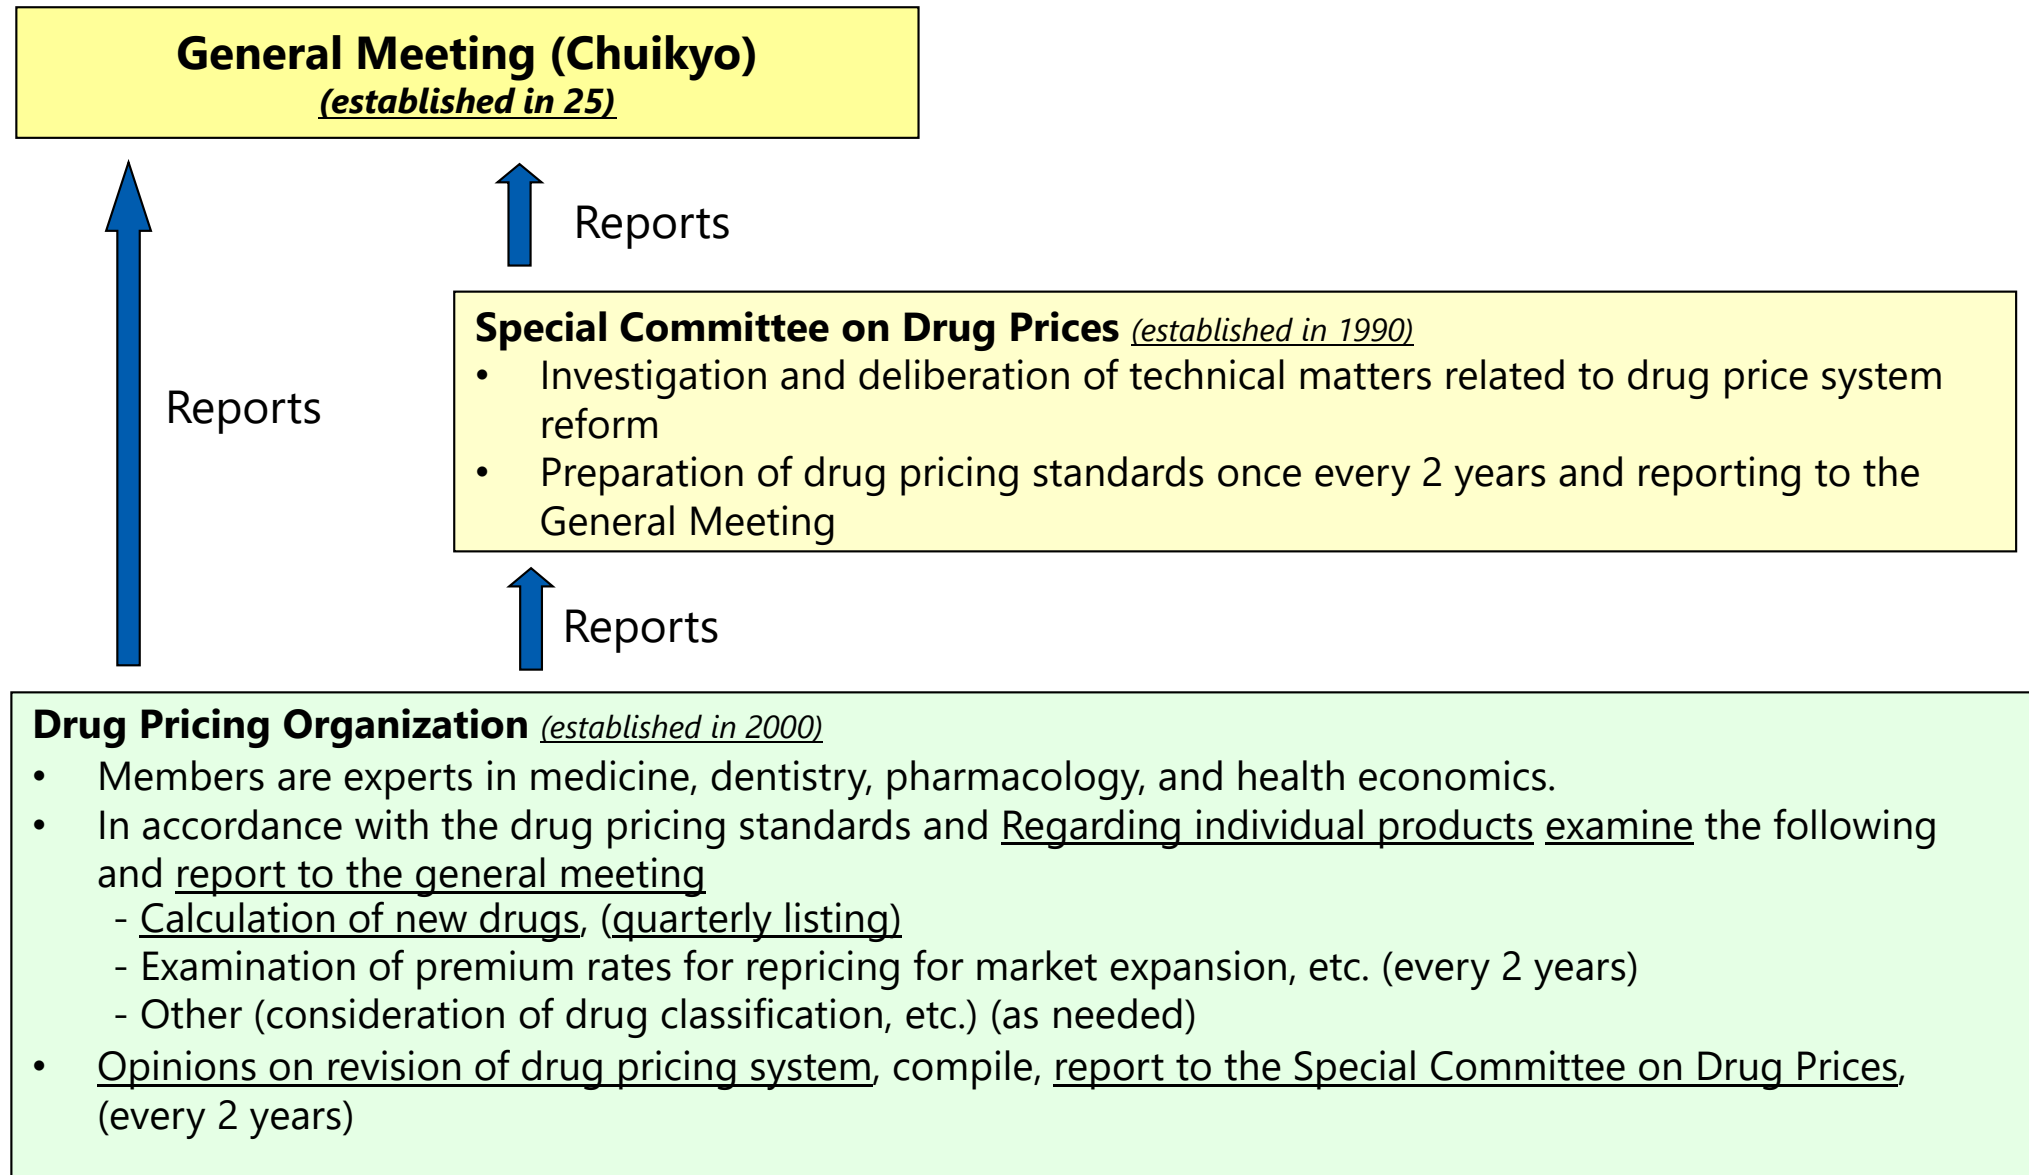 General Meeting (Chuikyo)
(established in 25)
Reports
Reports
Special Committee on Drug Prices (established in 1990)
• Investigation and deliberation of technical matters related to drug price system
reform
• Preparation of drug pricing standards once every 2 years and reporting to the
General Meeting
Reports
Drug Pricing Organization (established in 2000)
• Members are experts in medicine, dentistry, pharmacology, and health economics.
• In accordance with the drug pricing standards and Regarding individual products examine the following
and report to the general meeting
- Calculation of new drugs, (quarterly listing)
- Examination of premium rates for repricing for market expansion, etc. (every 2 years)
- Other (consideration of drug classification, etc.) (as needed)
• Opinions on revision of drug pricing system, compile, report to the Special Committee on Drug Prices,
(every 2 years)